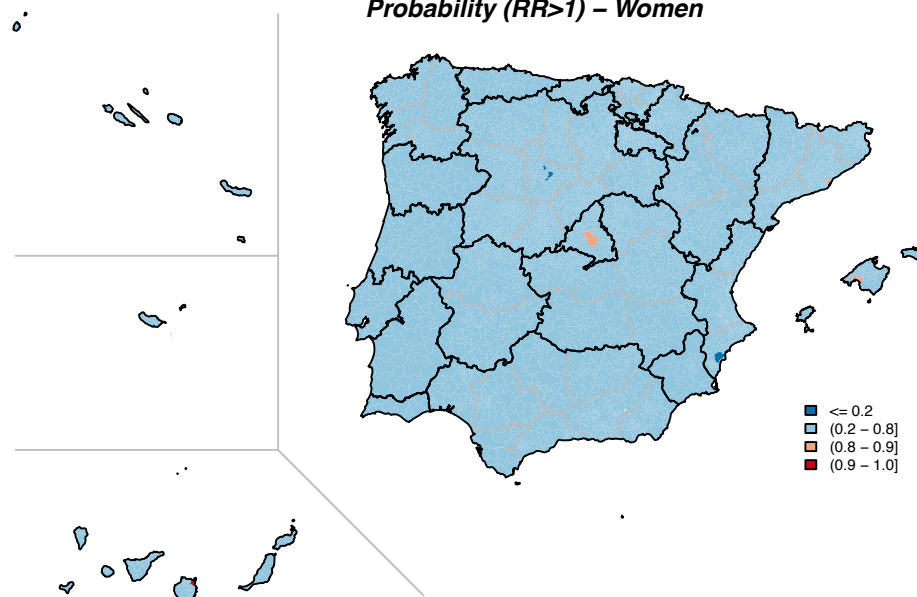 Probability (RR>1) – Women
<= 0.2
(0.2 – 0.8]
(0.8 – 0.9]
(0.9 – 1.0]